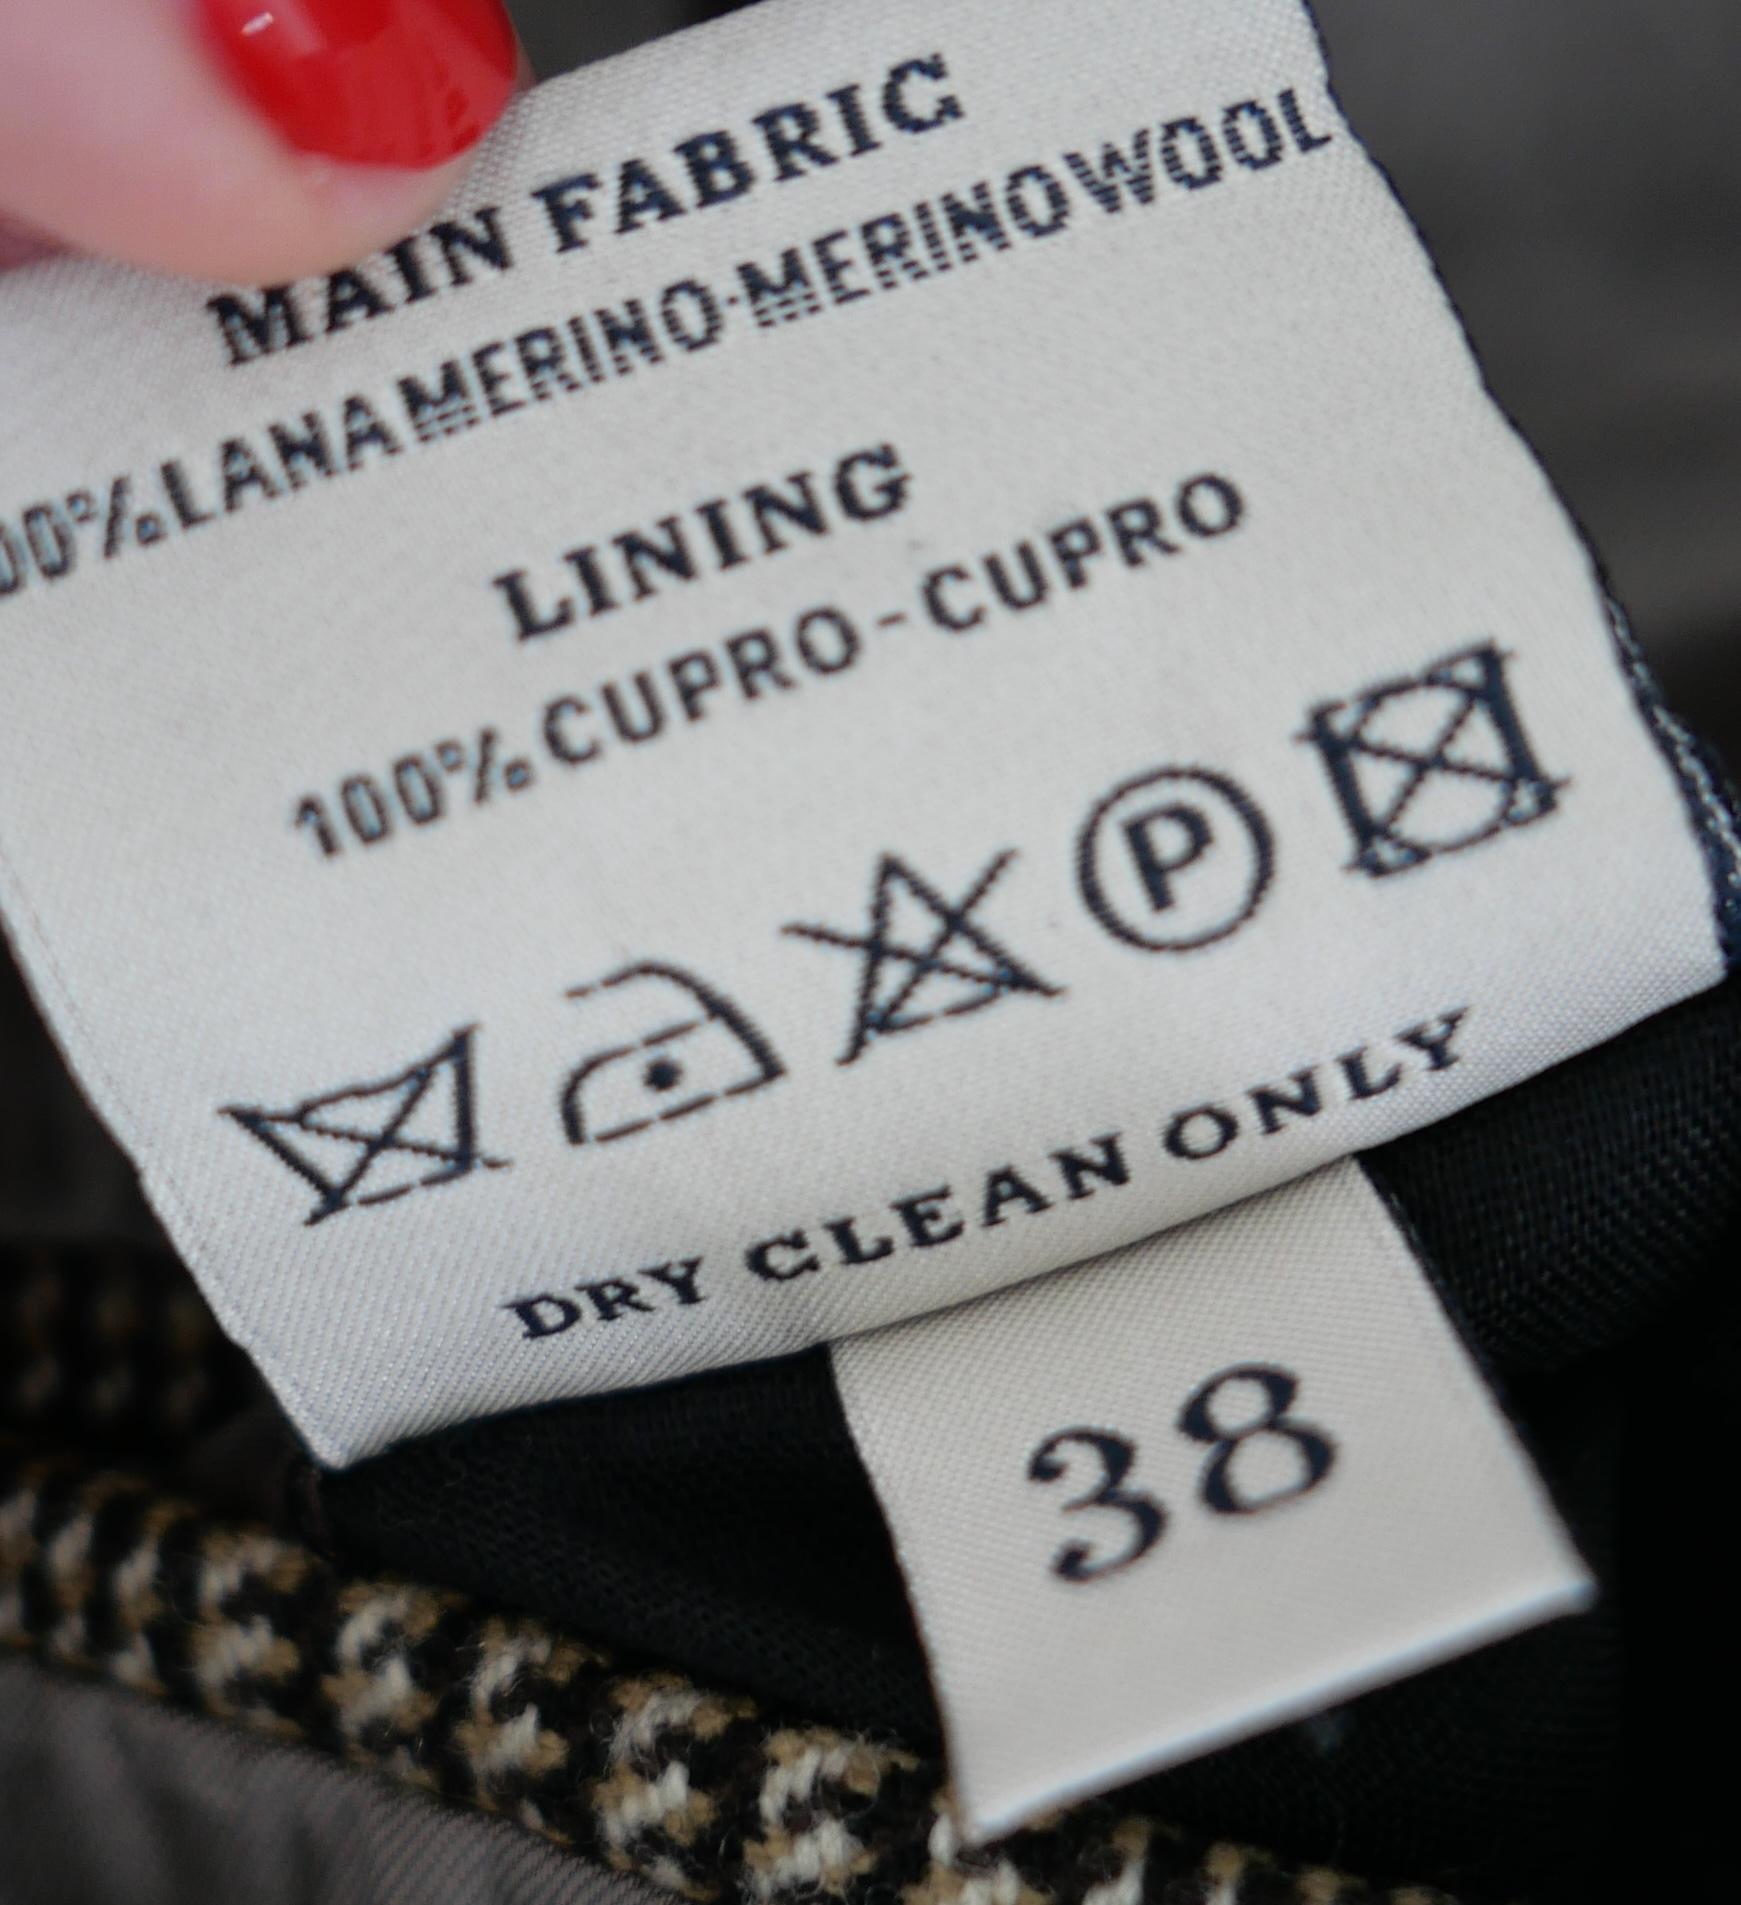 MAIN FABRIC
00% LANA MERINO-MERINO WOOL
LINING
100% CUPRO-CUPRO
P
DRY CLEAN ONLY
38